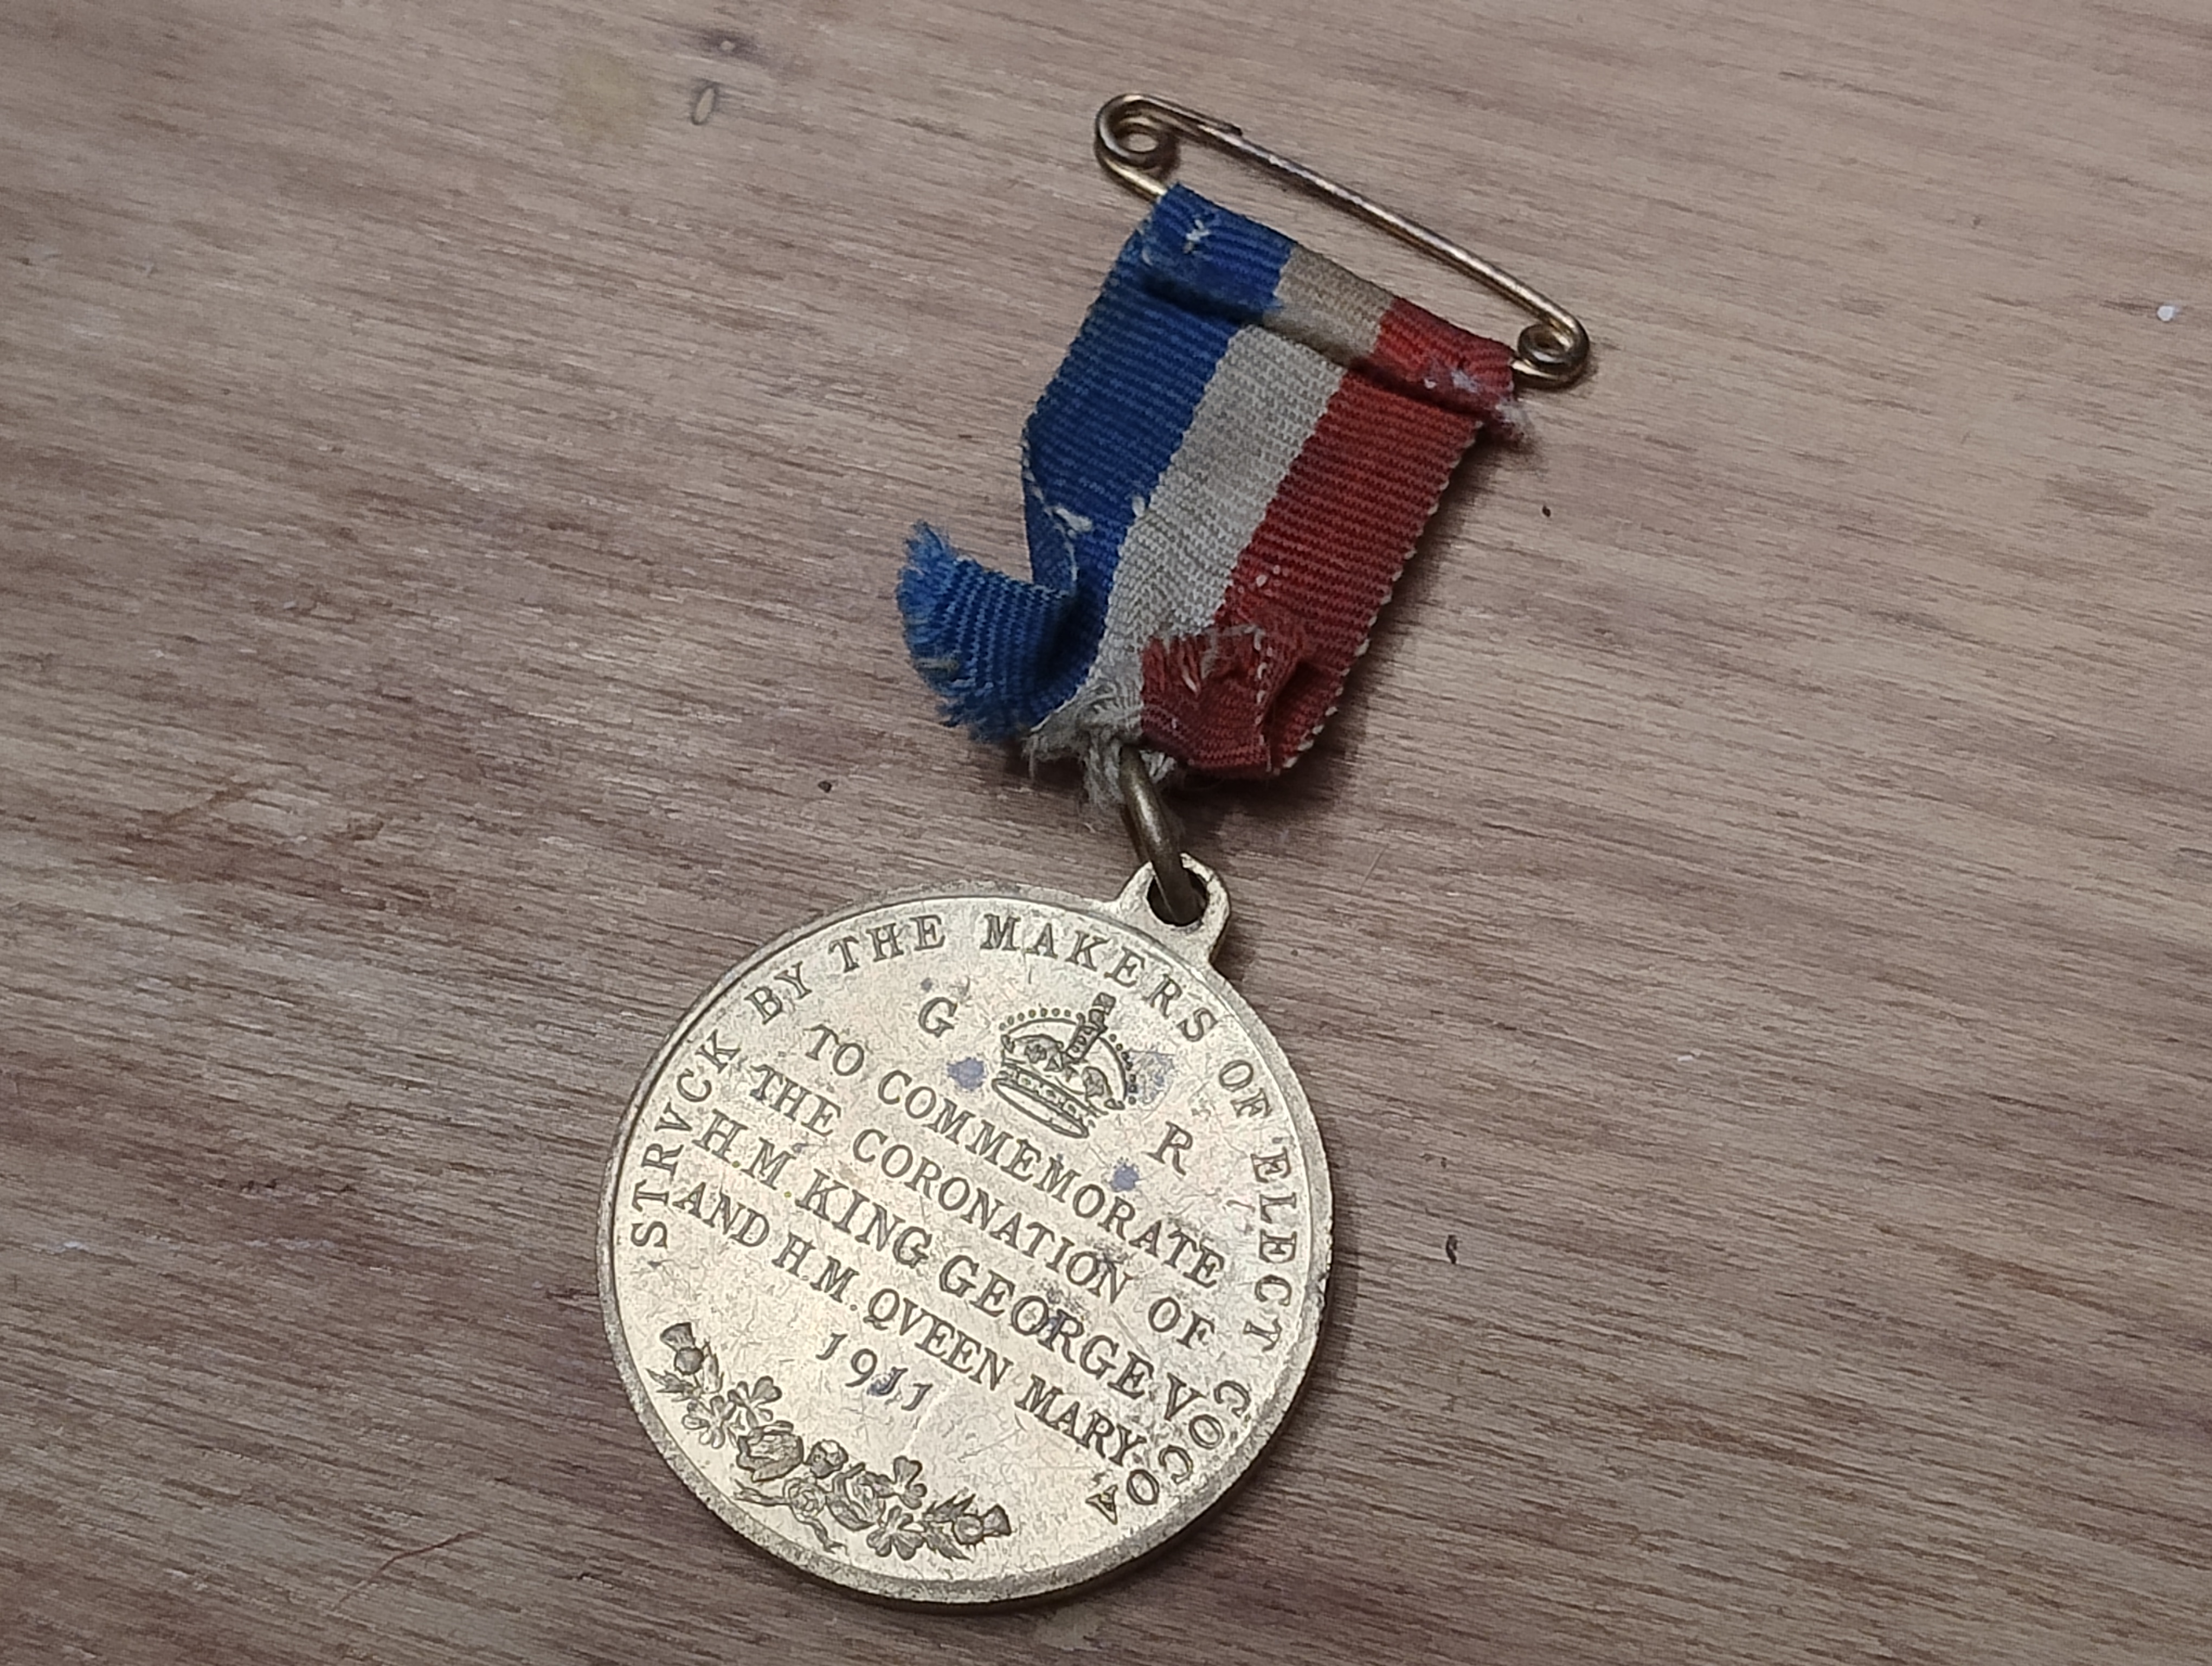 STRVCK BY THE MAKERS OF ELECT COCOA
G R
TO COMMEMORATE
THE CORONATION OF
H.M KING GEORGE V
AND H.M. QVEEN MARY.
1911